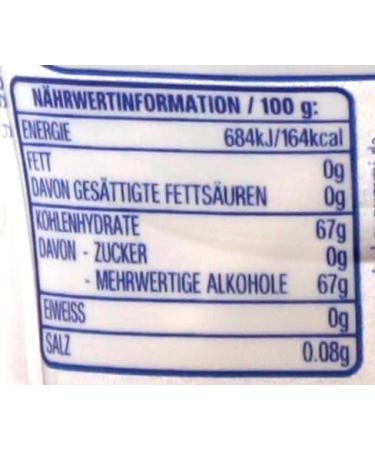 NÄHRWERTINFORMATION / 100 g:
ENERGIE 684kJ/164kcal
FETT 0g
DAVON GESÄTTIGTE FETTSÄUREN 0g
KOHLENHYDRATE 67g
DAVON - ZUCKER 0g
- MEHRWERTIGE ALKOHOLE 67g
EIWEISS 0g
SALZ 0.08g